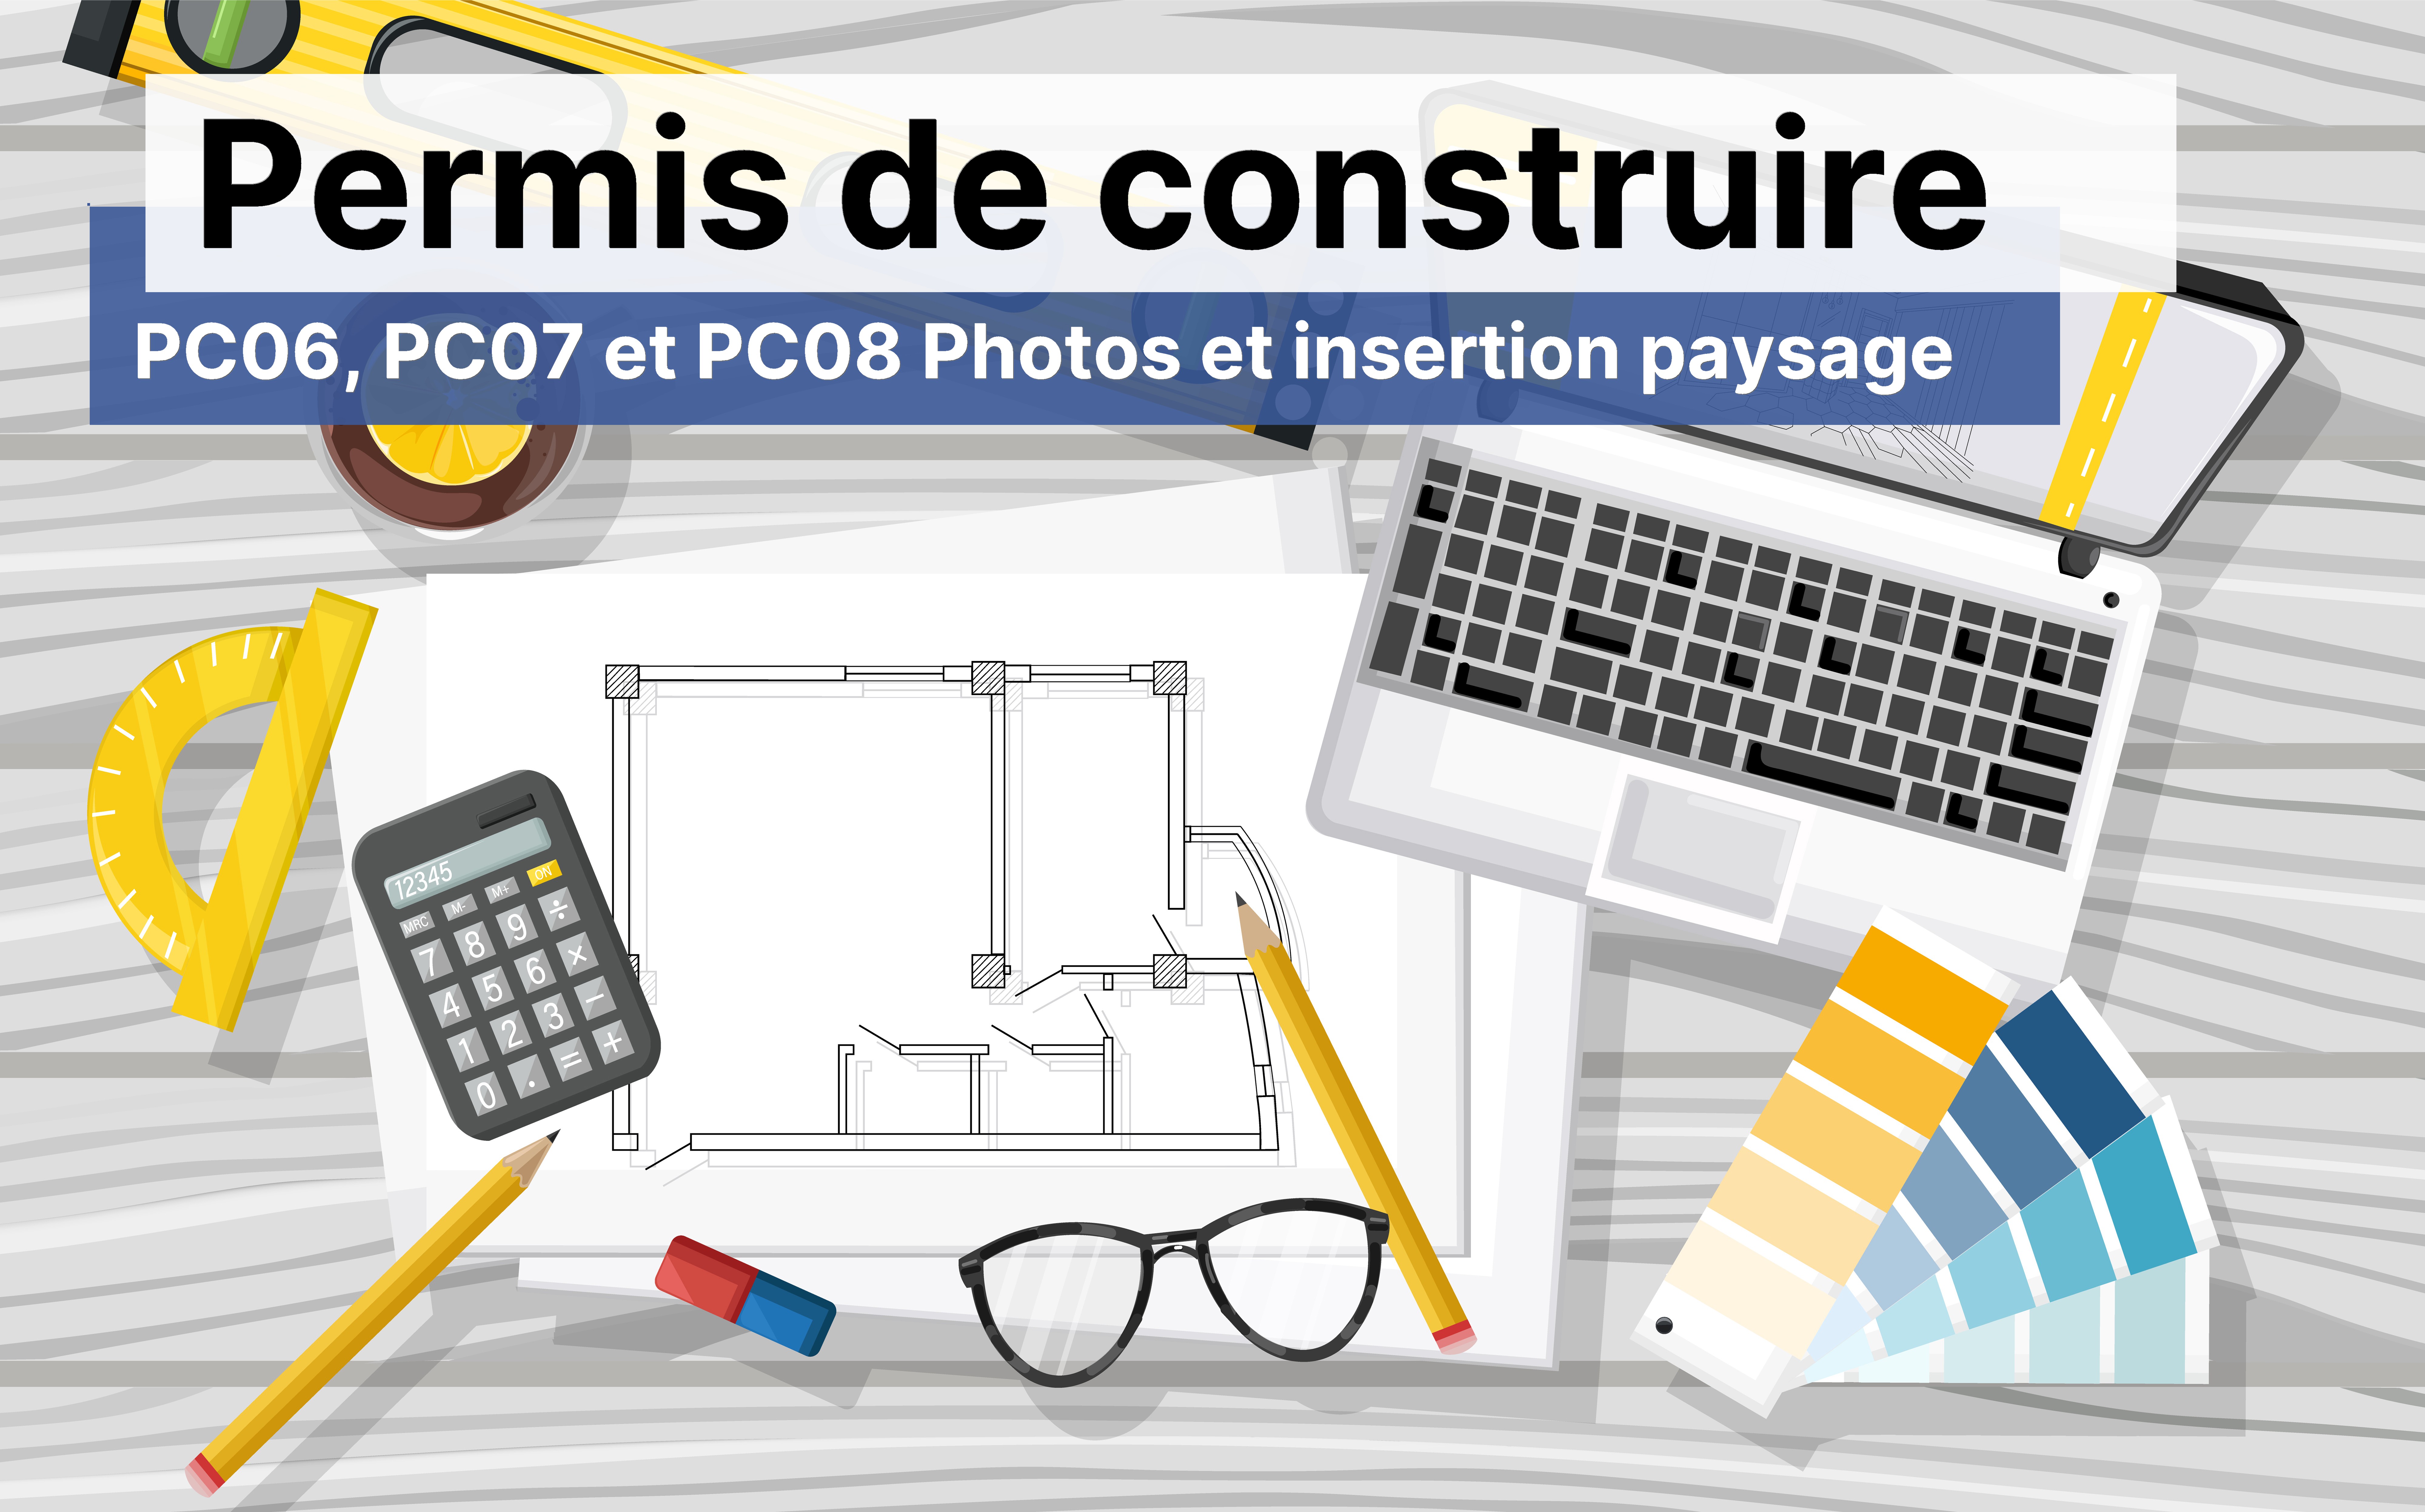 Permis de construire
PC06, PC07 et PC08 Photos et insertion paysage
12345
MRC M- M+ ON
7 8 9 ÷
4 5 6 ×
1 2 3 −
0 . = +